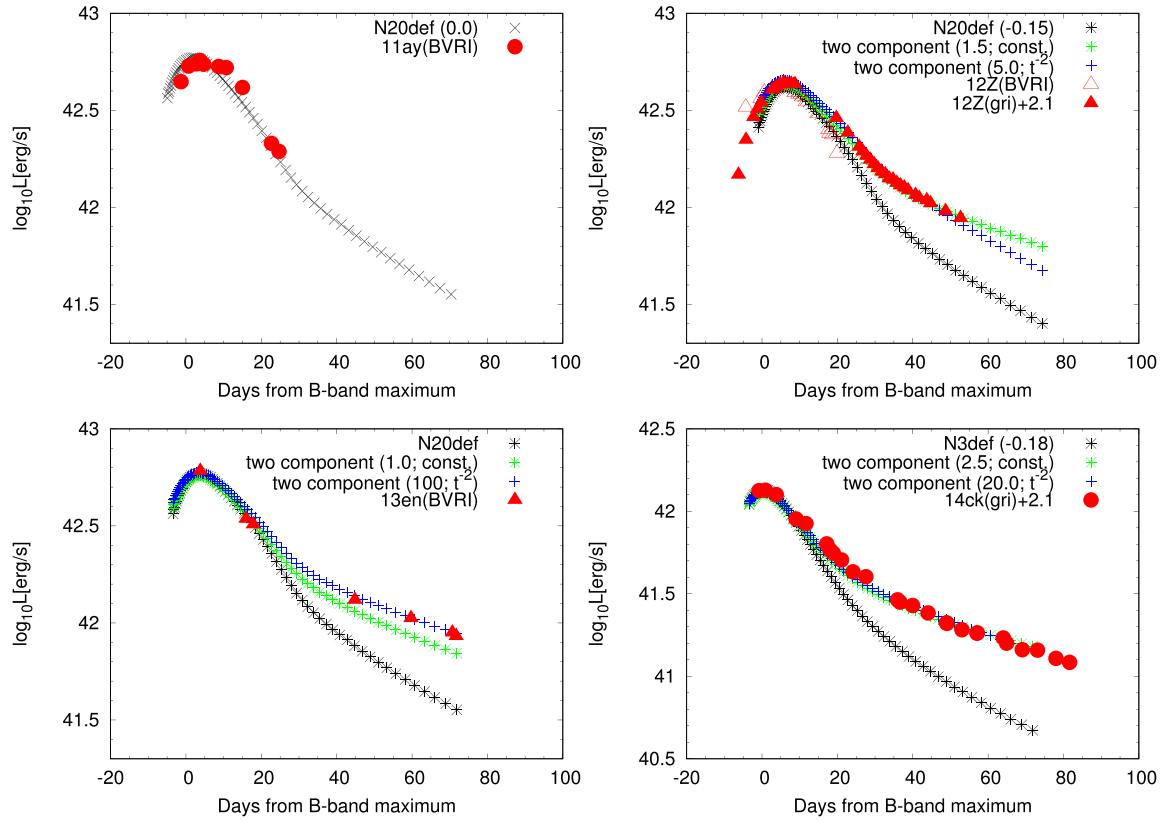 43
42.5
42
41.5
-20 0 20 40 60 80 100
log10L[erg/s]
Days from B-band maximum
N20def (0.0)
11ay(BVRI)
43
42.5
42
41.5
-20 0 20 40 60 80 100
log10L[erg/s]
Days from B-band maximum
N20def (-0.15)
two component (1.5; const.)
two component (5.0; t-2)
12Z(BVRI)
12Z(gri)+2.1
43
42.5
42
41.5
-20 0 20 40 60 80 100
log10L[erg/s]
Days from B-band maximum
N20def
two component (1.0; const.)
two component (100; t-2)
13en(BVRI)
42.5
42
41.5
41
40.5
-20 0 20 40 60 80 100
log10L[erg/s]
Days from B-band maximum
N3def (-0.18)
two component (2.5; const.)
two component (20.0; t-2)
14ck(gri)+2.1